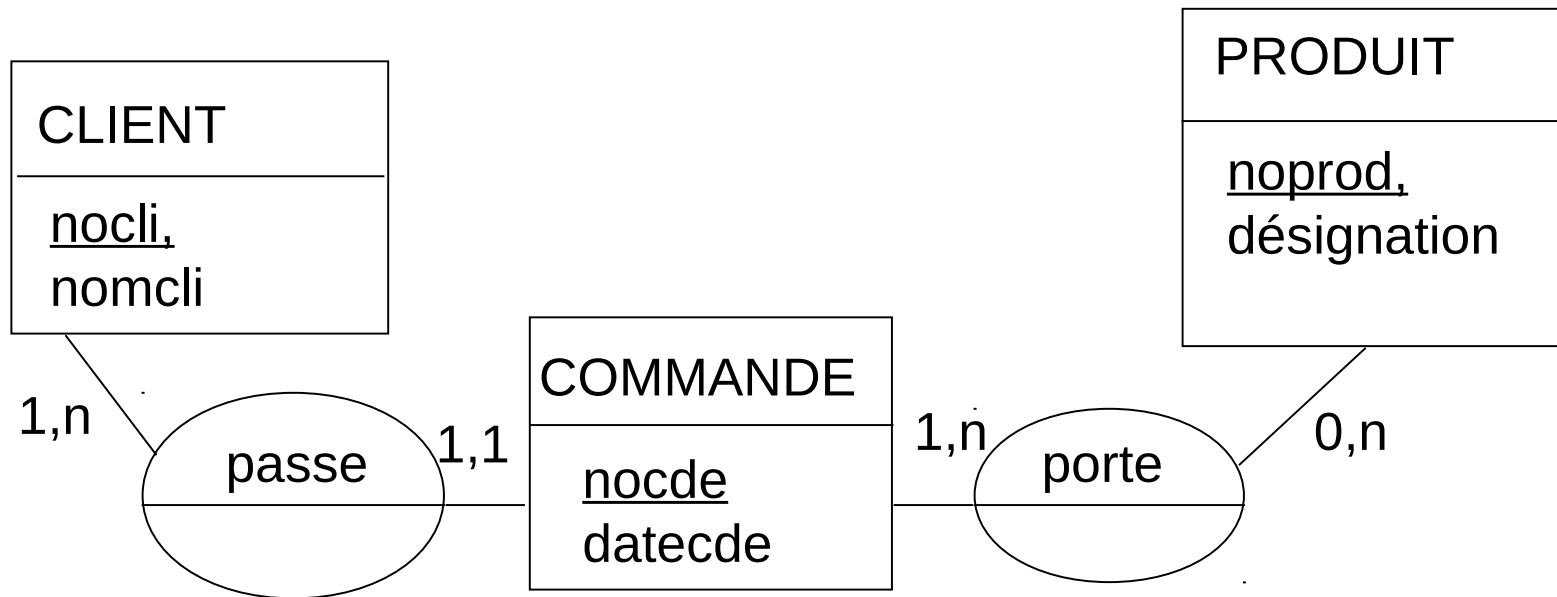 CLIENT
nocli,
nomcli
1,n
passe
1,1
COMMANDE
nocde
datecde
1,n
porte
0,n
PRODUIT
noprod,
désignation